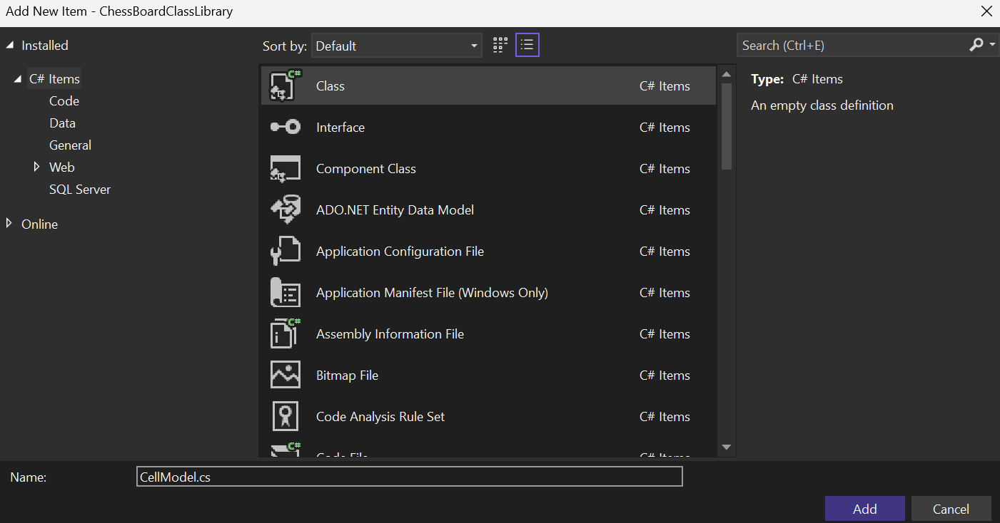 Add New Item - ChessBoardClassLibrary
Installed
Sort by: Default
Search (Ctrl+E)
C# Items
Code
Data
General
Web
SQL Server
Online
C#
Class C# Items
Interface C# Items
Component Class C# Items
ADO.NET Entity Data Model C# Items
Application Configuration File C# Items
Application Manifest File (Windows Only) C# Items
C#
Assembly Information File C# Items
Bitmap File C# Items
Code Analysis Rule Set C# Items
C#
Code File C# Items
Type: C# Items
An empty class definition
Name: CellModel.cs
Add Cancel